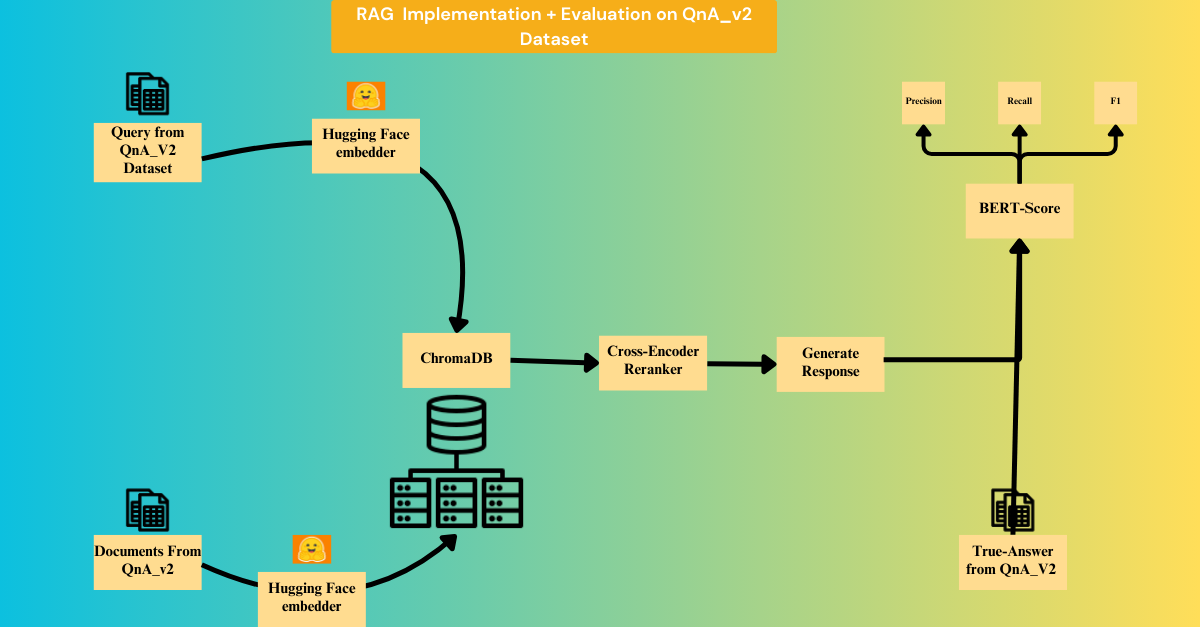 RAG Implementation + Evaluation on QnA_v2
Dataset
Precision
Recall
F1
Query from
QnA_V2
Dataset
Hugging Face
embedder
BERT-Score
ChromaDB
Cross-Encoder
Reranker
Generate
Response
Documents From
QnA_v2
Hugging Face
embedder
True-Answer
from QnA_V2